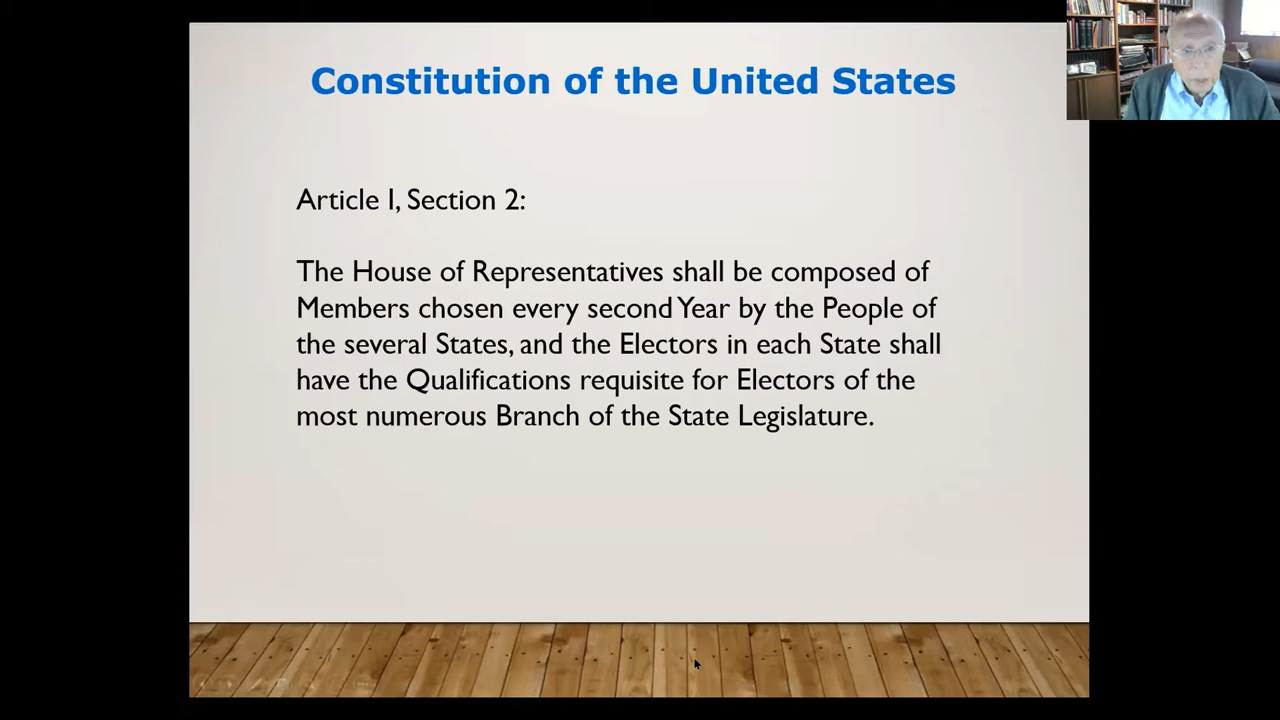 Constitution of the United States
Article I, Section 2:
The House of Representatives shall be composed of
Members chosen every second Year by the People of
the several States, and the Electors in each State shall
have the Qualifications requisite for Electors of the
most numerous Branch of the State Legislature.